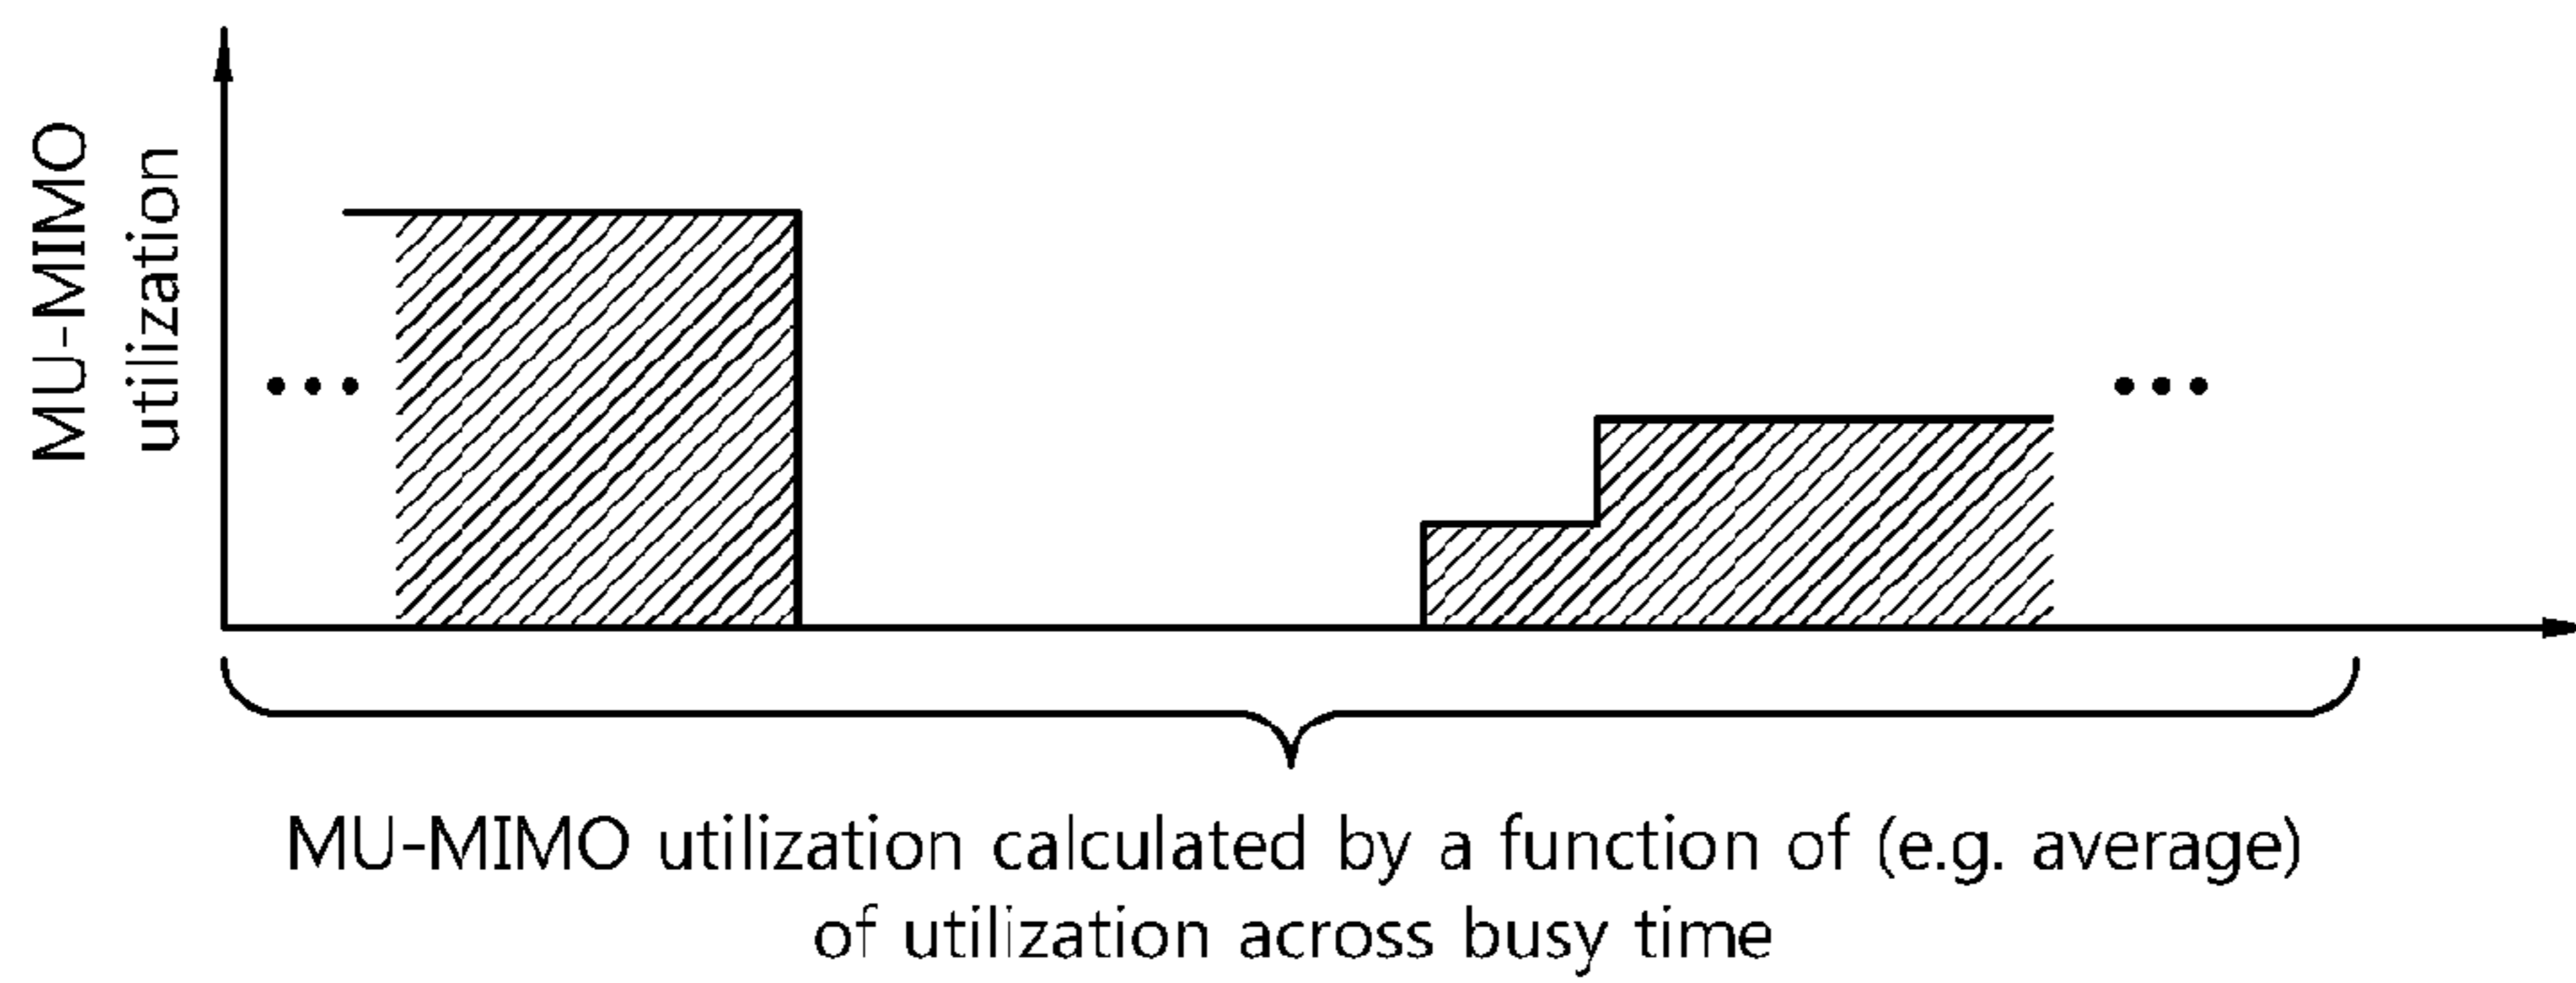 MU-MIMO
utilization
MU-MIMO utilization calculated by a function of (e.g. average)
of utilization across busy time